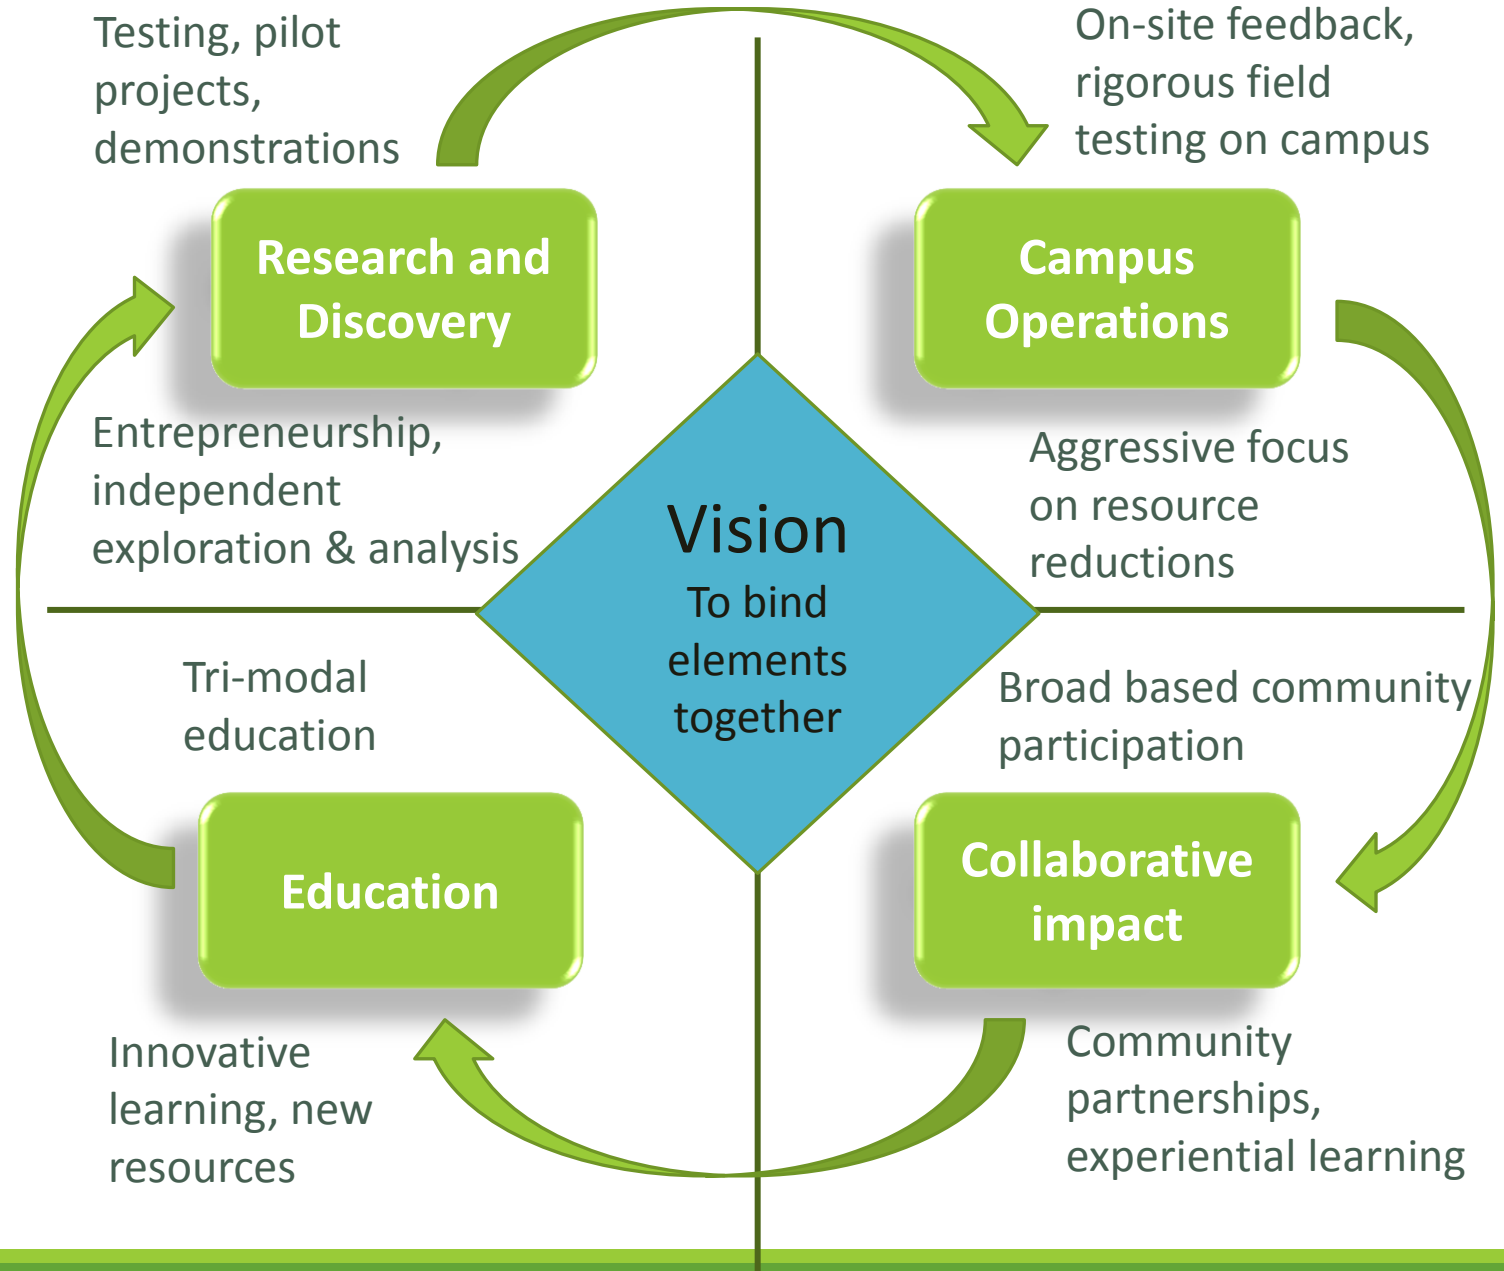 Testing, pilot
projects,
demonstrations
Research and
Discovery
Entrepreneurship,
independent
exploration & analysis
On-site feedback,
rigorous field
testing on campus
Campus
Operations
Aggressive focus
on resource
reductions
Vision
To bind
elements
together
Tri-modal
education
Education
Innovative
learning, new
resources
Broad based community
participation
Collaborative
impact
Community
partnerships,
experiential learning